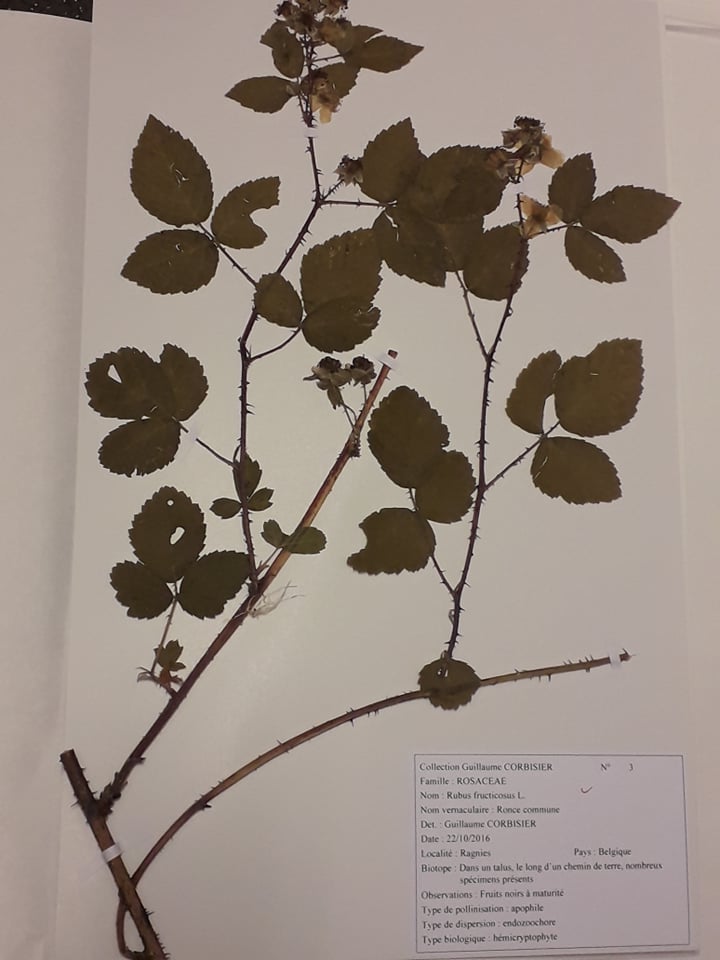 Collection Guillaume CORBISIER N° 3
Famille : ROSACEAE
Nom : Rubus fructicosus L.
Nom vernaculaire : Ronce commune
Det. : Guillaume CORBISIER
Date : 22/10/2016
Localité : Ragnies Pays : Belgique
Biotope : Dans un talus, le long d'un chemin de terre, nombreux
spécimens présents
Observations : Fruits noirs à maturité
Type de pollinisation : apophile
Type de dispersion : endozoochore
Type biologique : hémicryptophyte